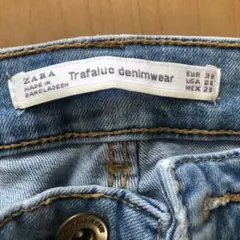 ZARA
MADE IN
BANGLADESH
Trafaluc denimwear
EUR 38
USA 06
MEX 28